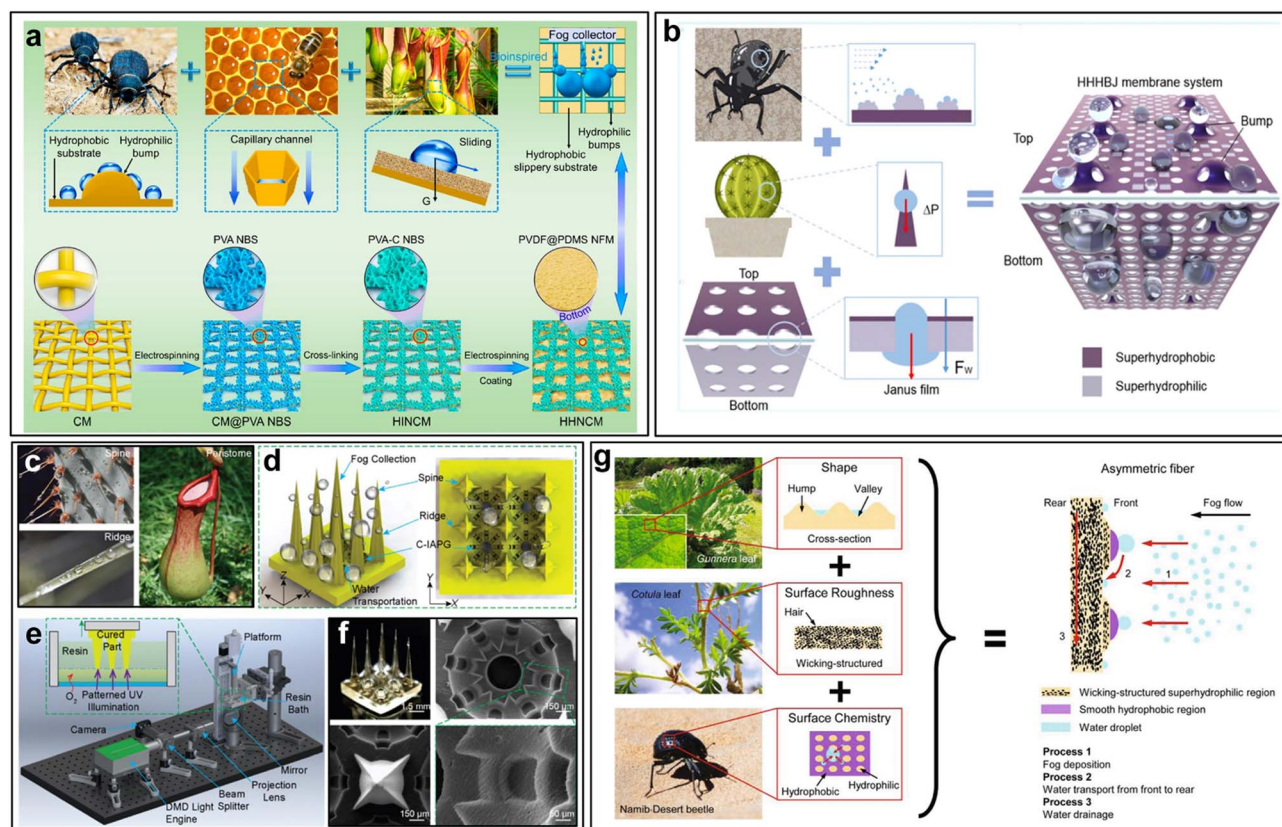 a
Bioinspired
Fog collector
Hydrophobic
substrate
Hydrophilic
bump
Capillary channel
Sliding
G
Hydrophilic
bumps
Hydrophobic
slippery substrate
PVA NBS
PVA-C NBS
PVDF@PDMS NFM
Bottom
Electrospinning
Cross-linking
Electrospinning
Coating
CM
CM@PVA NBS
HINCM
HHNCM
b
HHHBJ membrane system
Top
Bump
Bottom
ΔP
Top
Bottom
Janus film
Fw
Superhydrophobic
Superhydrophilic
c
Spine
Peristome
Ridge
d
Fog Collection
Spine
Ridge
C-IAPG
Water
Transportation
Z
Y
X
Y
X
e
Cured
Part
Resin
O2
Patterned UV
Illumination
Platform
Resin
Bath
Camera
Mirror
Projection
Lens
Beam
Splitter
DMD Light
Engine
f
1.5 mm
150 μm
150 μm
50 μm
g
Shape
Hump
Valley
Cross-section
Gunnera leaf
Cotula leaf
Surface Roughness
Hair
Wicking-structured
Surface Chemistry
Hydrophobic
Hydrophilic
Namib Desert beetle
Asymmetric fiber
Rear
Front
Fog flow
1
2
3
Wicking-structured superhydrophilic region
Smooth hydrophobic region
Water droplet
Process 1
Fog deposition
Process 2
Water transport from front to rear
Process 3
Water drainage